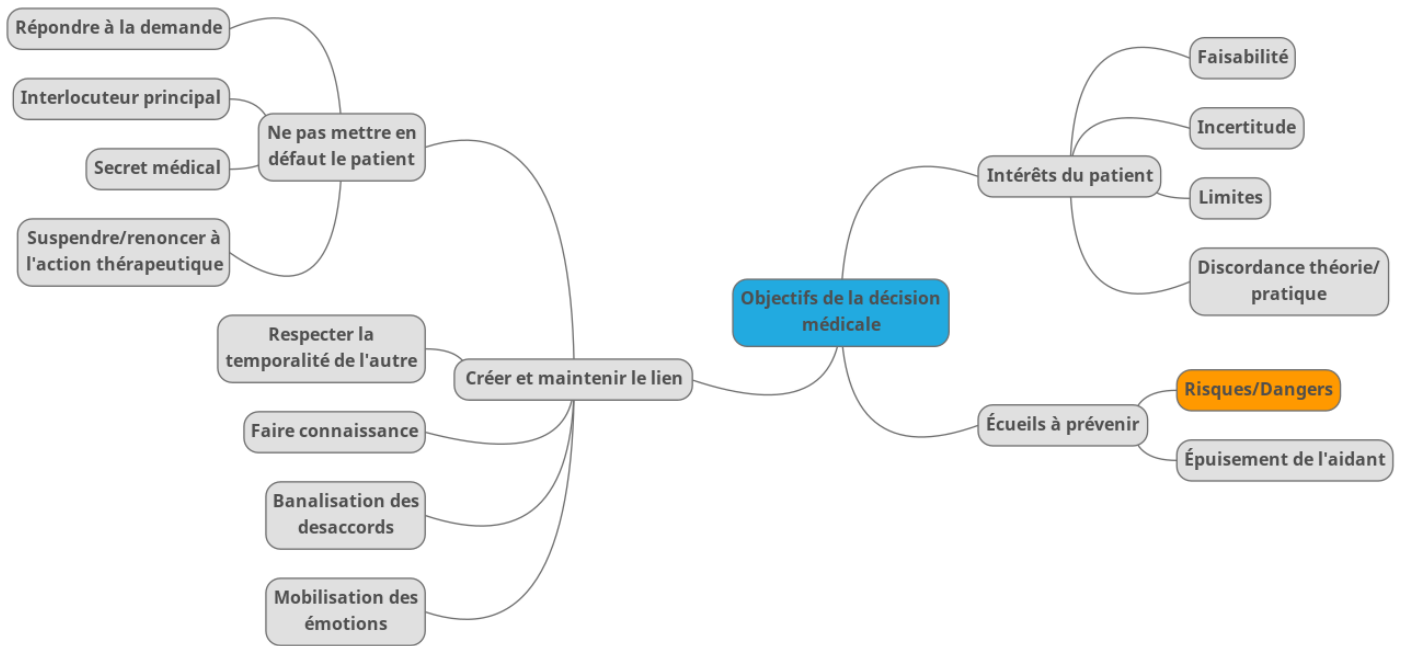 Répondre à la demande
Interlocuteur principal
Secret médical
Suspendre/renoncer à
l'action thérapeutique
Ne pas mettre en
défaut le patient
Respecter la
temporalité de l'autre
Faire connaissance
Banalisation des
desaccords
Mobilisation des
émotions
Créer et maintenir le lien
Objectifs de la décision
médicale
Intérêts du patient
Faisabilité
Incertitude
Limites
Discordance théorie/
pratique
Écueils à prévenir
Risques/Dangers
Épuisement de l'aidant